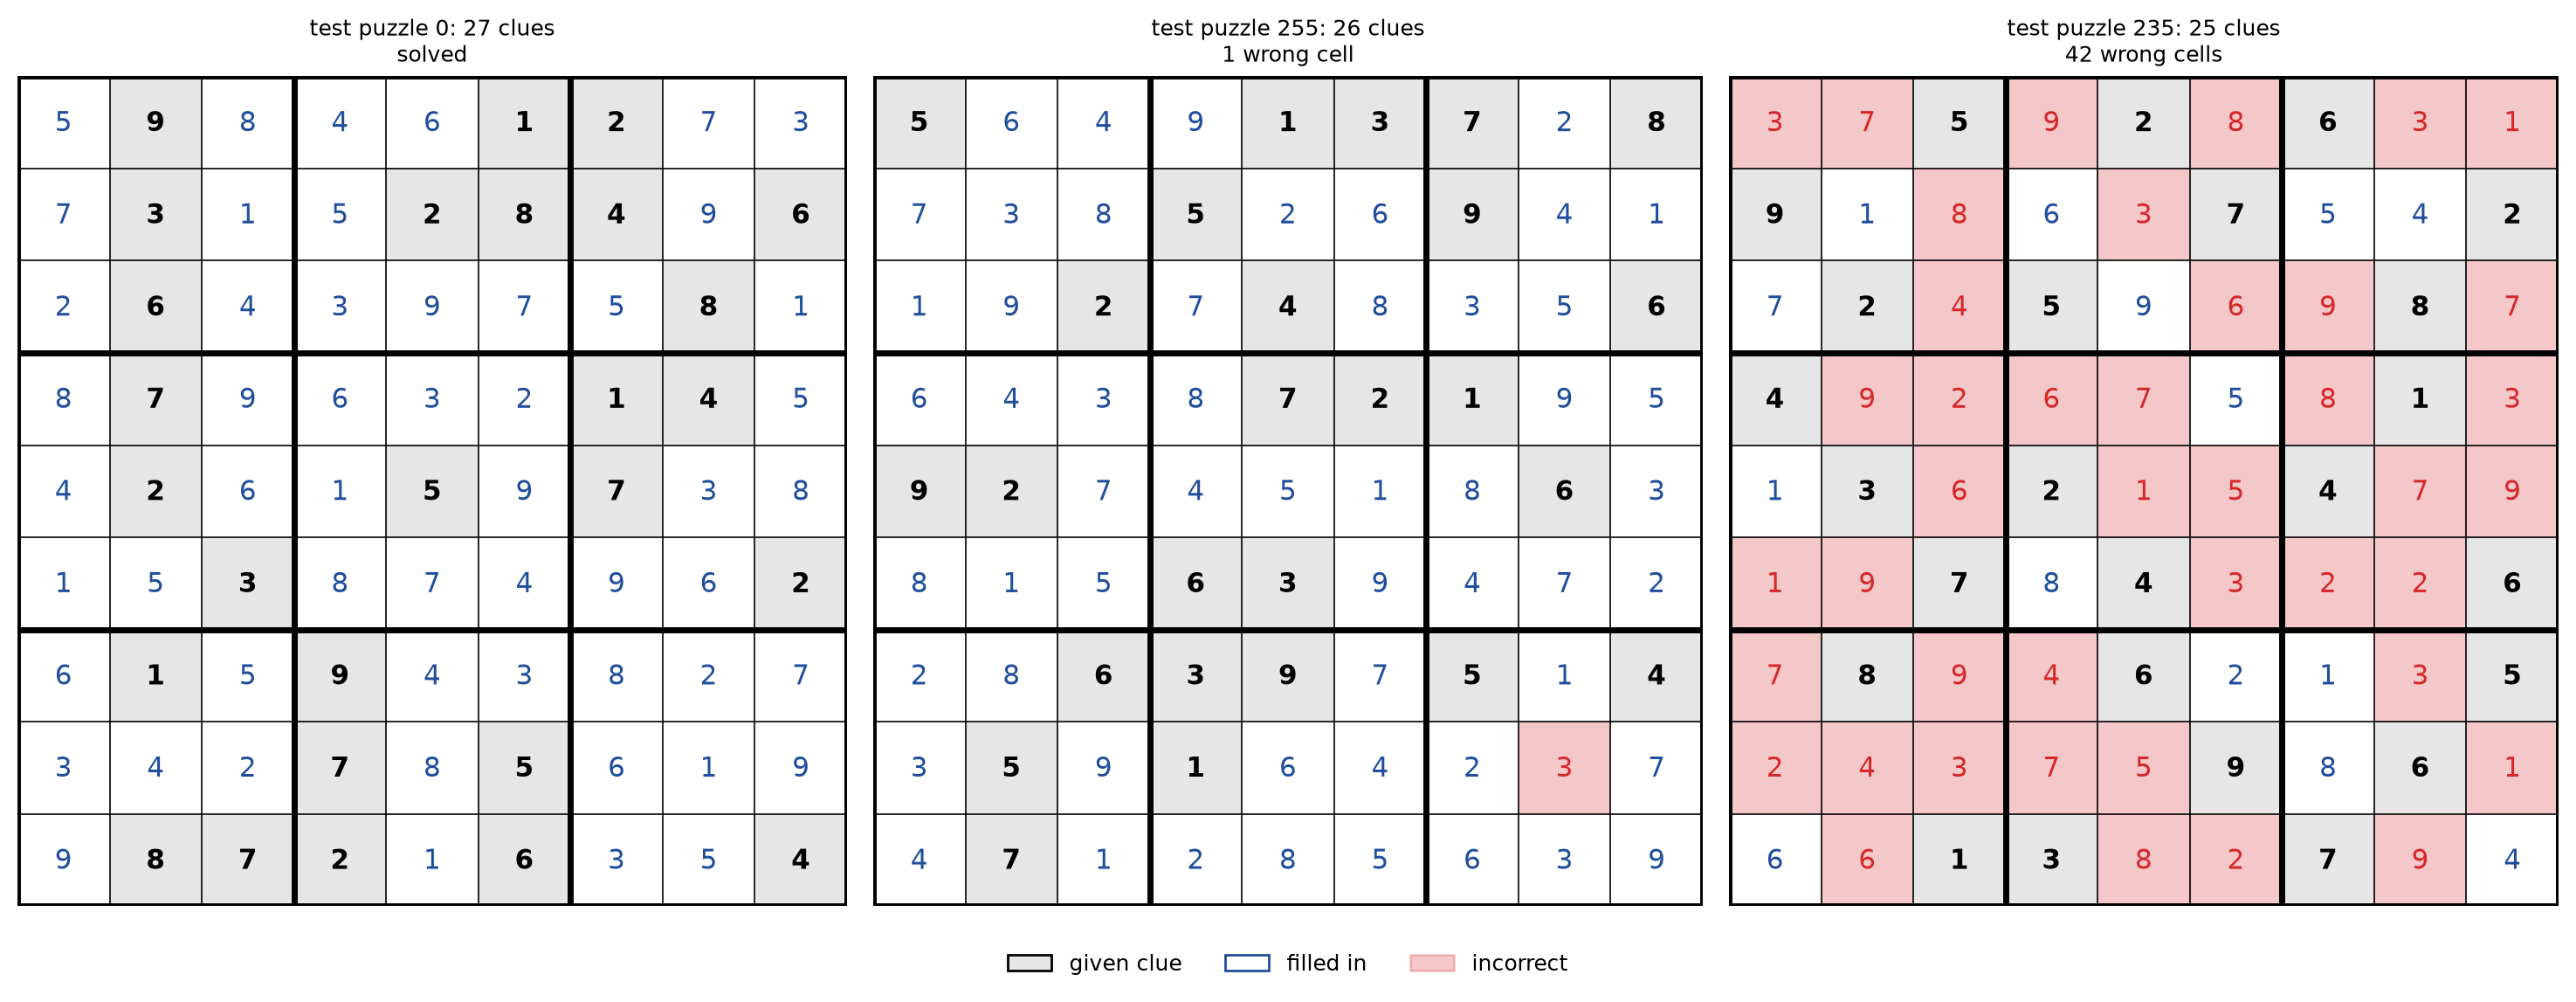 test puzzle 0: 27 clues
solved
5 9 8 4 6 1 2 7 3
7 3 1 5 2 8 4 9 6
2 6 4 3 9 7 5 8 1
8 7 9 6 3 2 1 4 5
4 2 6 1 5 9 7 3 8
1 5 3 8 7 4 9 6 2
6 1 5 9 4 3 8 2 7
3 4 2 7 8 5 6 1 9
9 8 7 2 1 6 3 5 4
test puzzle 255: 26 clues
1 wrong cell
5 6 4 9 1 3 7 2 8
7 3 8 5 2 6 9 4 1
1 9 2 7 4 8 3 5 6
6 4 3 8 7 2 1 9 5
9 2 7 4 5 1 8 6 3
8 1 5 6 3 9 4 7 2
2 8 6 3 9 7 5 1 4
3 5 9 1 6 4 2 3 7
4 7 1 2 8 5 6 3 9
test puzzle 235: 25 clues
42 wrong cells
3 7 5 9 2 8 6 3 1
9 1 8 6 3 7 5 4 2
7 2 4 5 9 6 9 8 7
4 9 2 6 7 5 8 1 3
1 3 6 2 1 5 4 7 9
1 9 7 8 4 3 2 2 6
7 8 9 4 6 2 1 3 5
2 4 3 7 5 9 8 6 1
6 6 1 3 8 2 7 9 4
given clue
filled in
incorrect